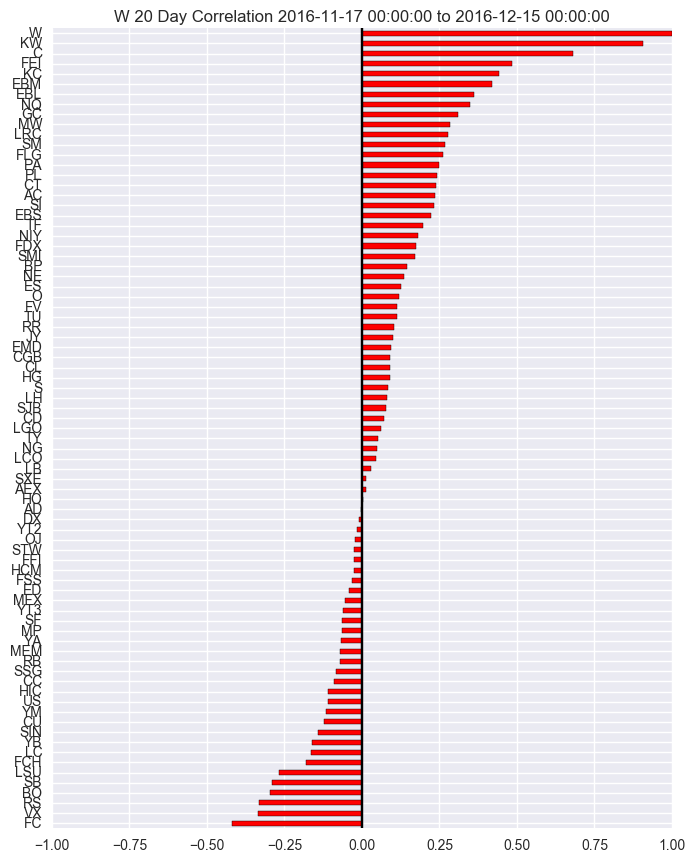 W 20 Day Correlation 2016-11-17 00:00:00 to 2016-12-15 00:00:00
W
KW
C
FEI
KC
EBM
EBL
NQ
GC
MW
LRC
SM
FLG
PA
PL
CT
AC
SI
EBS
TF
NIY
FDX
SMI
BP
NE
ES
O
FV
TU
RR
JY
EMD
CGB
CL
HG
S
LH
SJB
CD
LGO
TY
NG
LCO
LB
SXE
AEX
HO
AD
DX
YT2
OJ
STW
FFI
HCM
FSS
ED
MEX
YT3
SF
MP
YA
MEM
RB
SSG
CC
HIC
US
YM
CU
SIN
YB
LC
FCH
LSU
SB
BO
RS
VX
FC
−1.00 −0.75 −0.50 −0.25 0.00 0.25 0.50 0.75 1.00